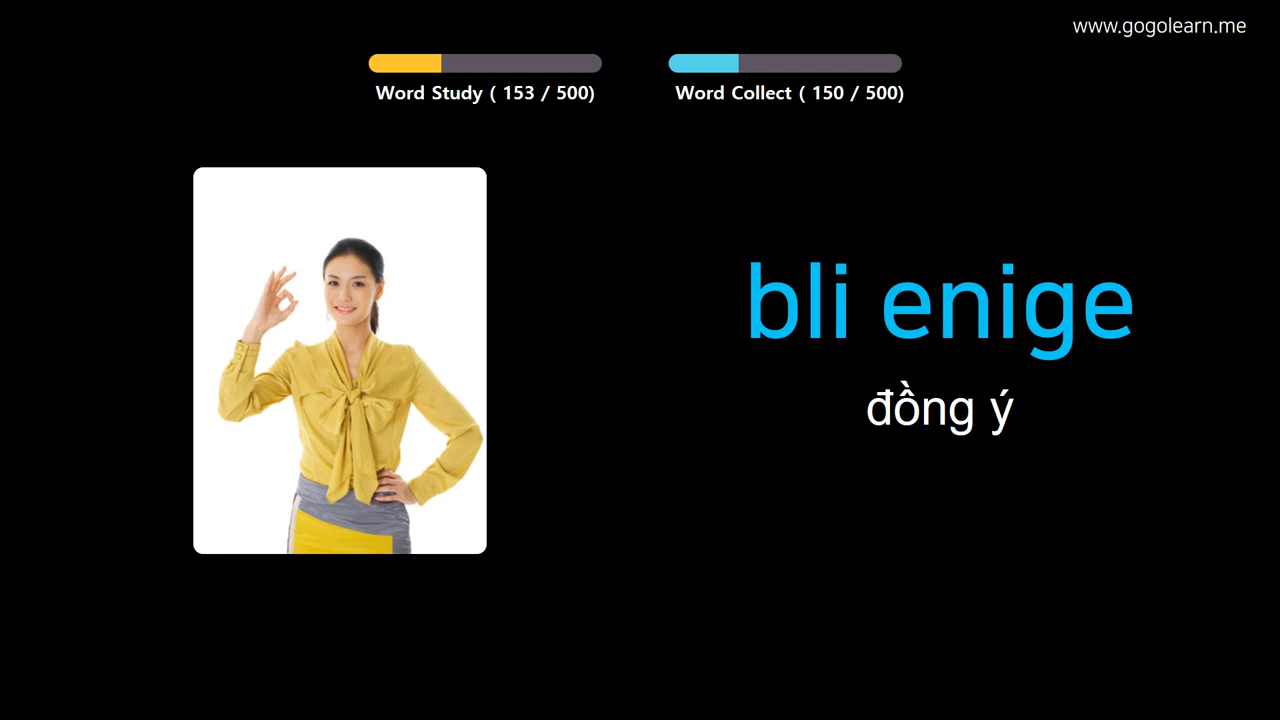 www.gogolearn.me
Word Study ( 153 / 500)
Word Collect ( 150 / 500)
bli enige
đồng ý